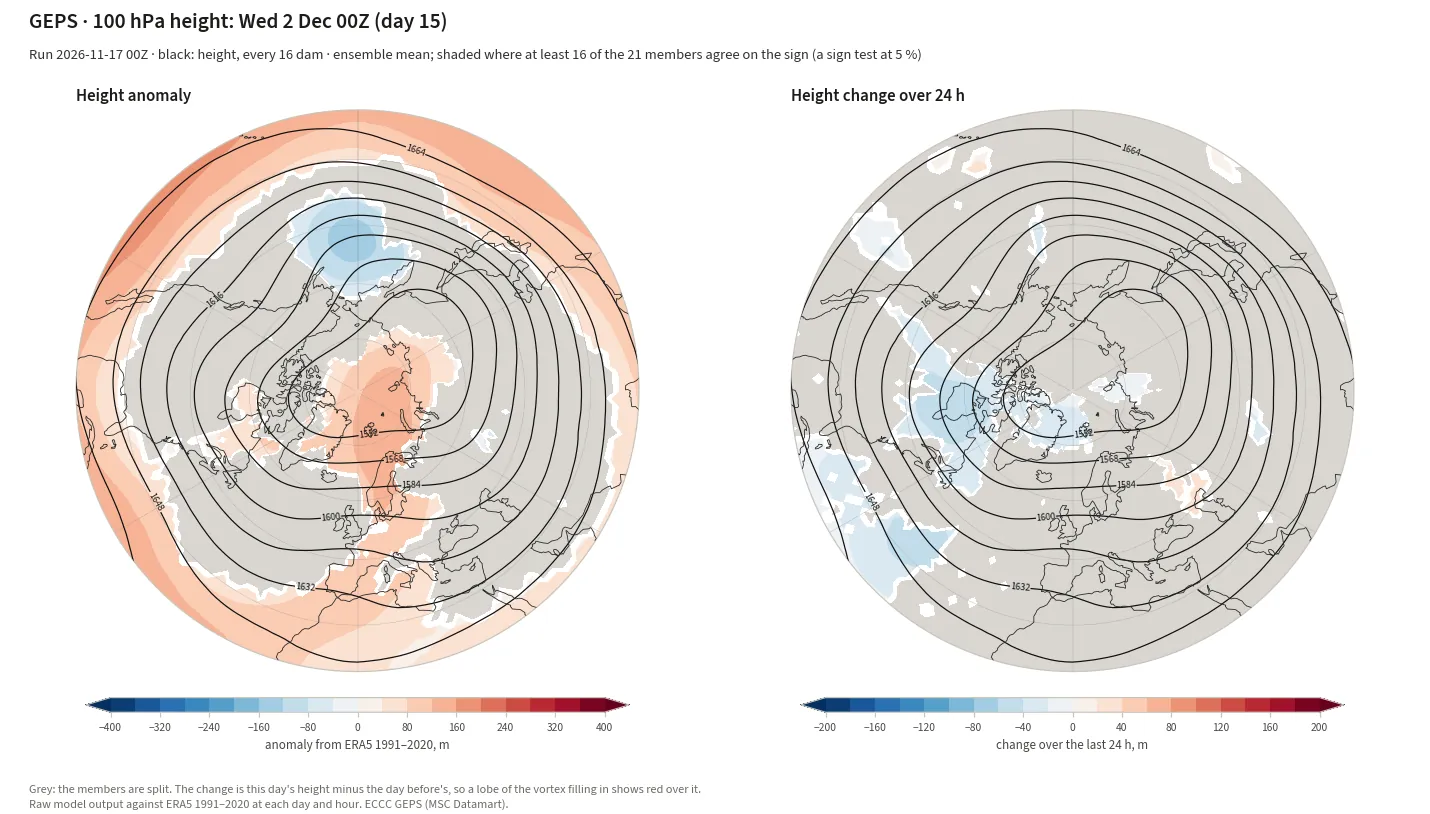 GEPS · 100 hPa height: Wed 2 Dec 00Z (day 15)
Run 2026-11-17 00Z · black: height, every 16 dam · ensemble mean; shaded where at least 16 of the 21 members agree on the sign (a sign test at 5 %)
Height anomaly
Height change over 24 h
1664
1616
1552
1568
1584
1600
1648
1632
1664
1616
1552
1568
1584
1600
1648
1632
−400 −320 −240 −160 −80 0 80 160 240 320 400
anomaly from ERA5 1991–2020, m
−200 −160 −120 −80 −40 0 40 80 120 160 200
change over the last 24 h, m
Grey: the members are split. The change is this day's height minus the day before's, so a lobe of the vortex filling in shows red over it.
Raw model output against ERA5 1991–2020 at each day and hour. ECCC GEPS (MSC Datamart).